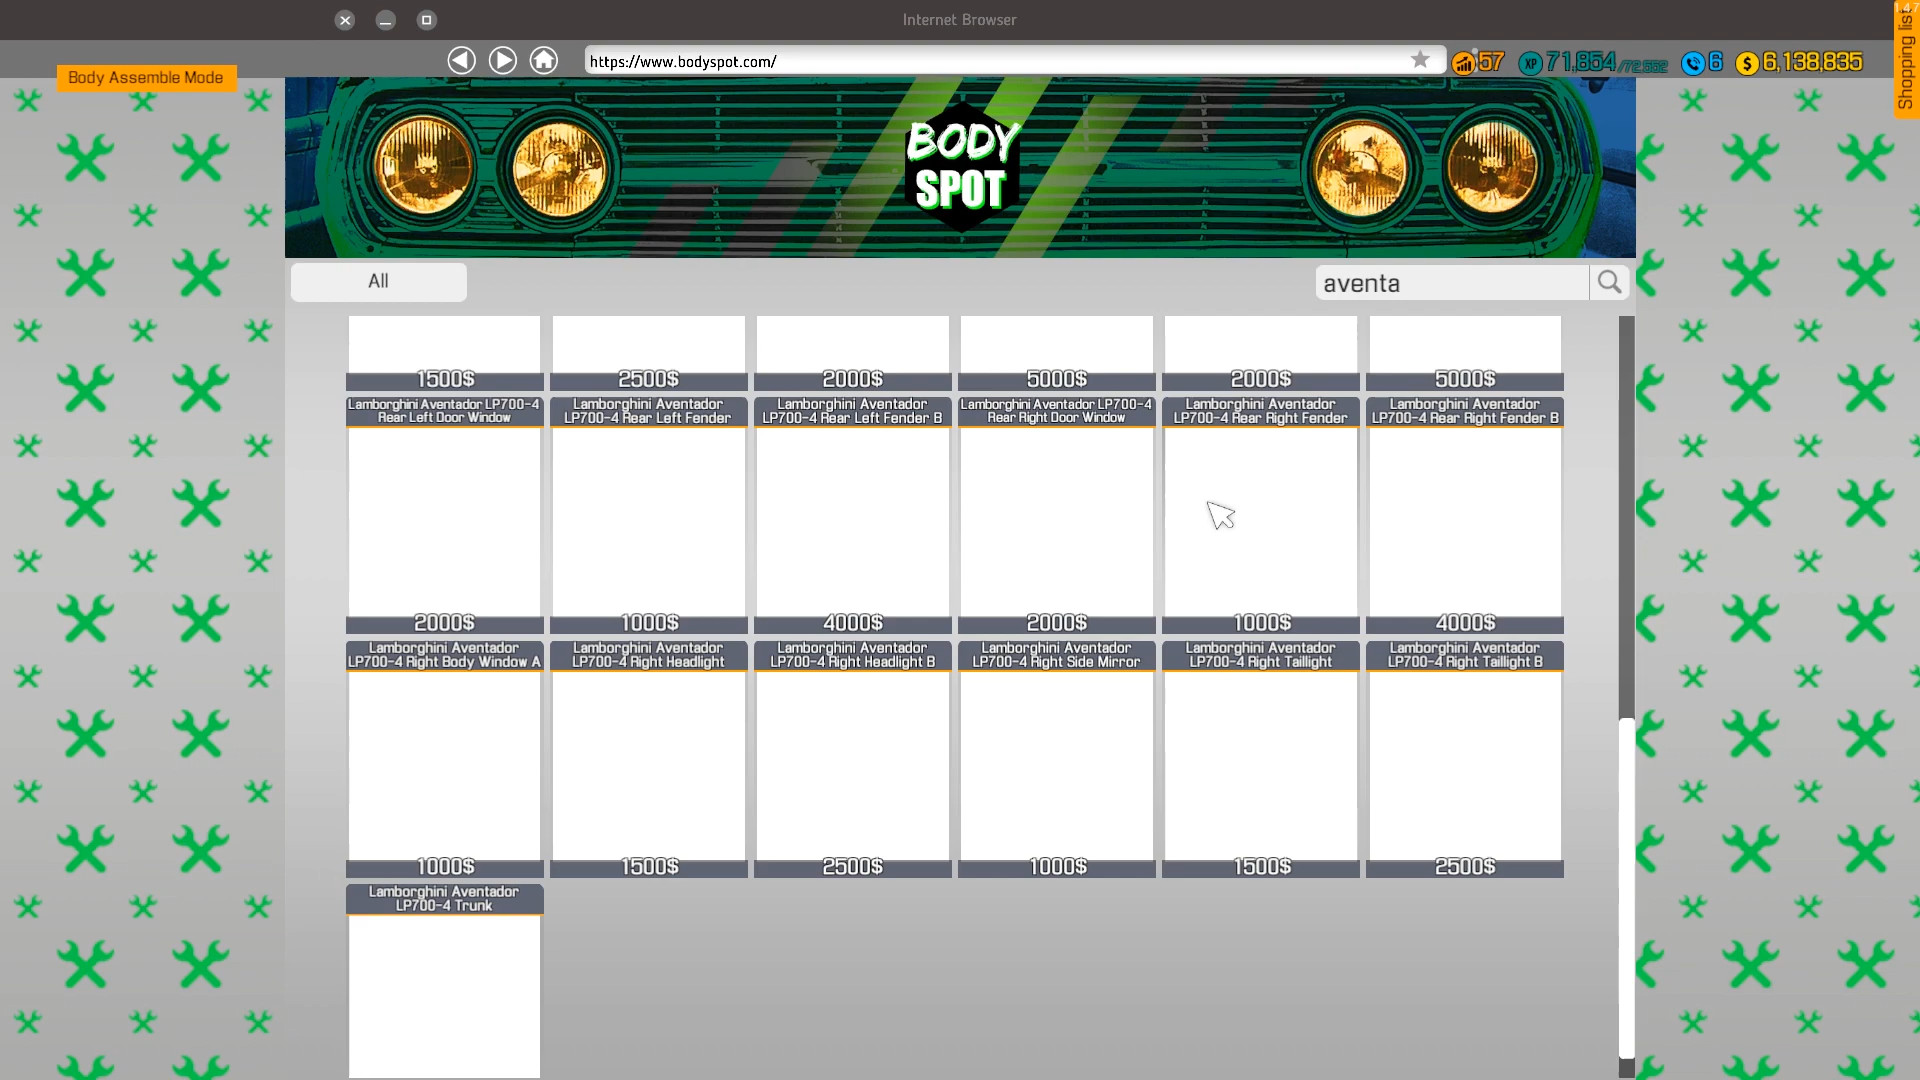 Internet Browser
1.4.7
Shopping list
https://www.bodyspot.com/
57
XP 71,854/72,552
6
$ 6,138,835
Body Assemble Mode
BODY
SPOT
All
aventa
1500$
2500$
2000$
5000$
2000$
5000$
Lamborghini Aventador LP700-4
Rear Left Door Window
Lamborghini Aventador
LP700-4 Rear Left Fender
Lamborghini Aventador
LP700-4 Rear Left Fender B
Lamborghini Aventador LP700-4
Rear Right Door Window
Lamborghini Aventador
LP700-4 Rear Right Fender
Lamborghini Aventador
LP700-4 Rear Right Fender B
2000$
1000$
4000$
2000$
1000$
4000$
Lamborghini Aventador
LP700-4 Right Body Window A
Lamborghini Aventador
LP700-4 Right Headlight
Lamborghini Aventador
LP700-4 Right Headlight B
Lamborghini Aventador
LP700-4 Right Side Mirror
Lamborghini Aventador
LP700-4 Right Taillight
Lamborghini Aventador
LP700-4 Right Taillight B
1000$
1500$
2500$
1000$
1500$
2500$
Lamborghini Aventador
LP700-4 Trunk